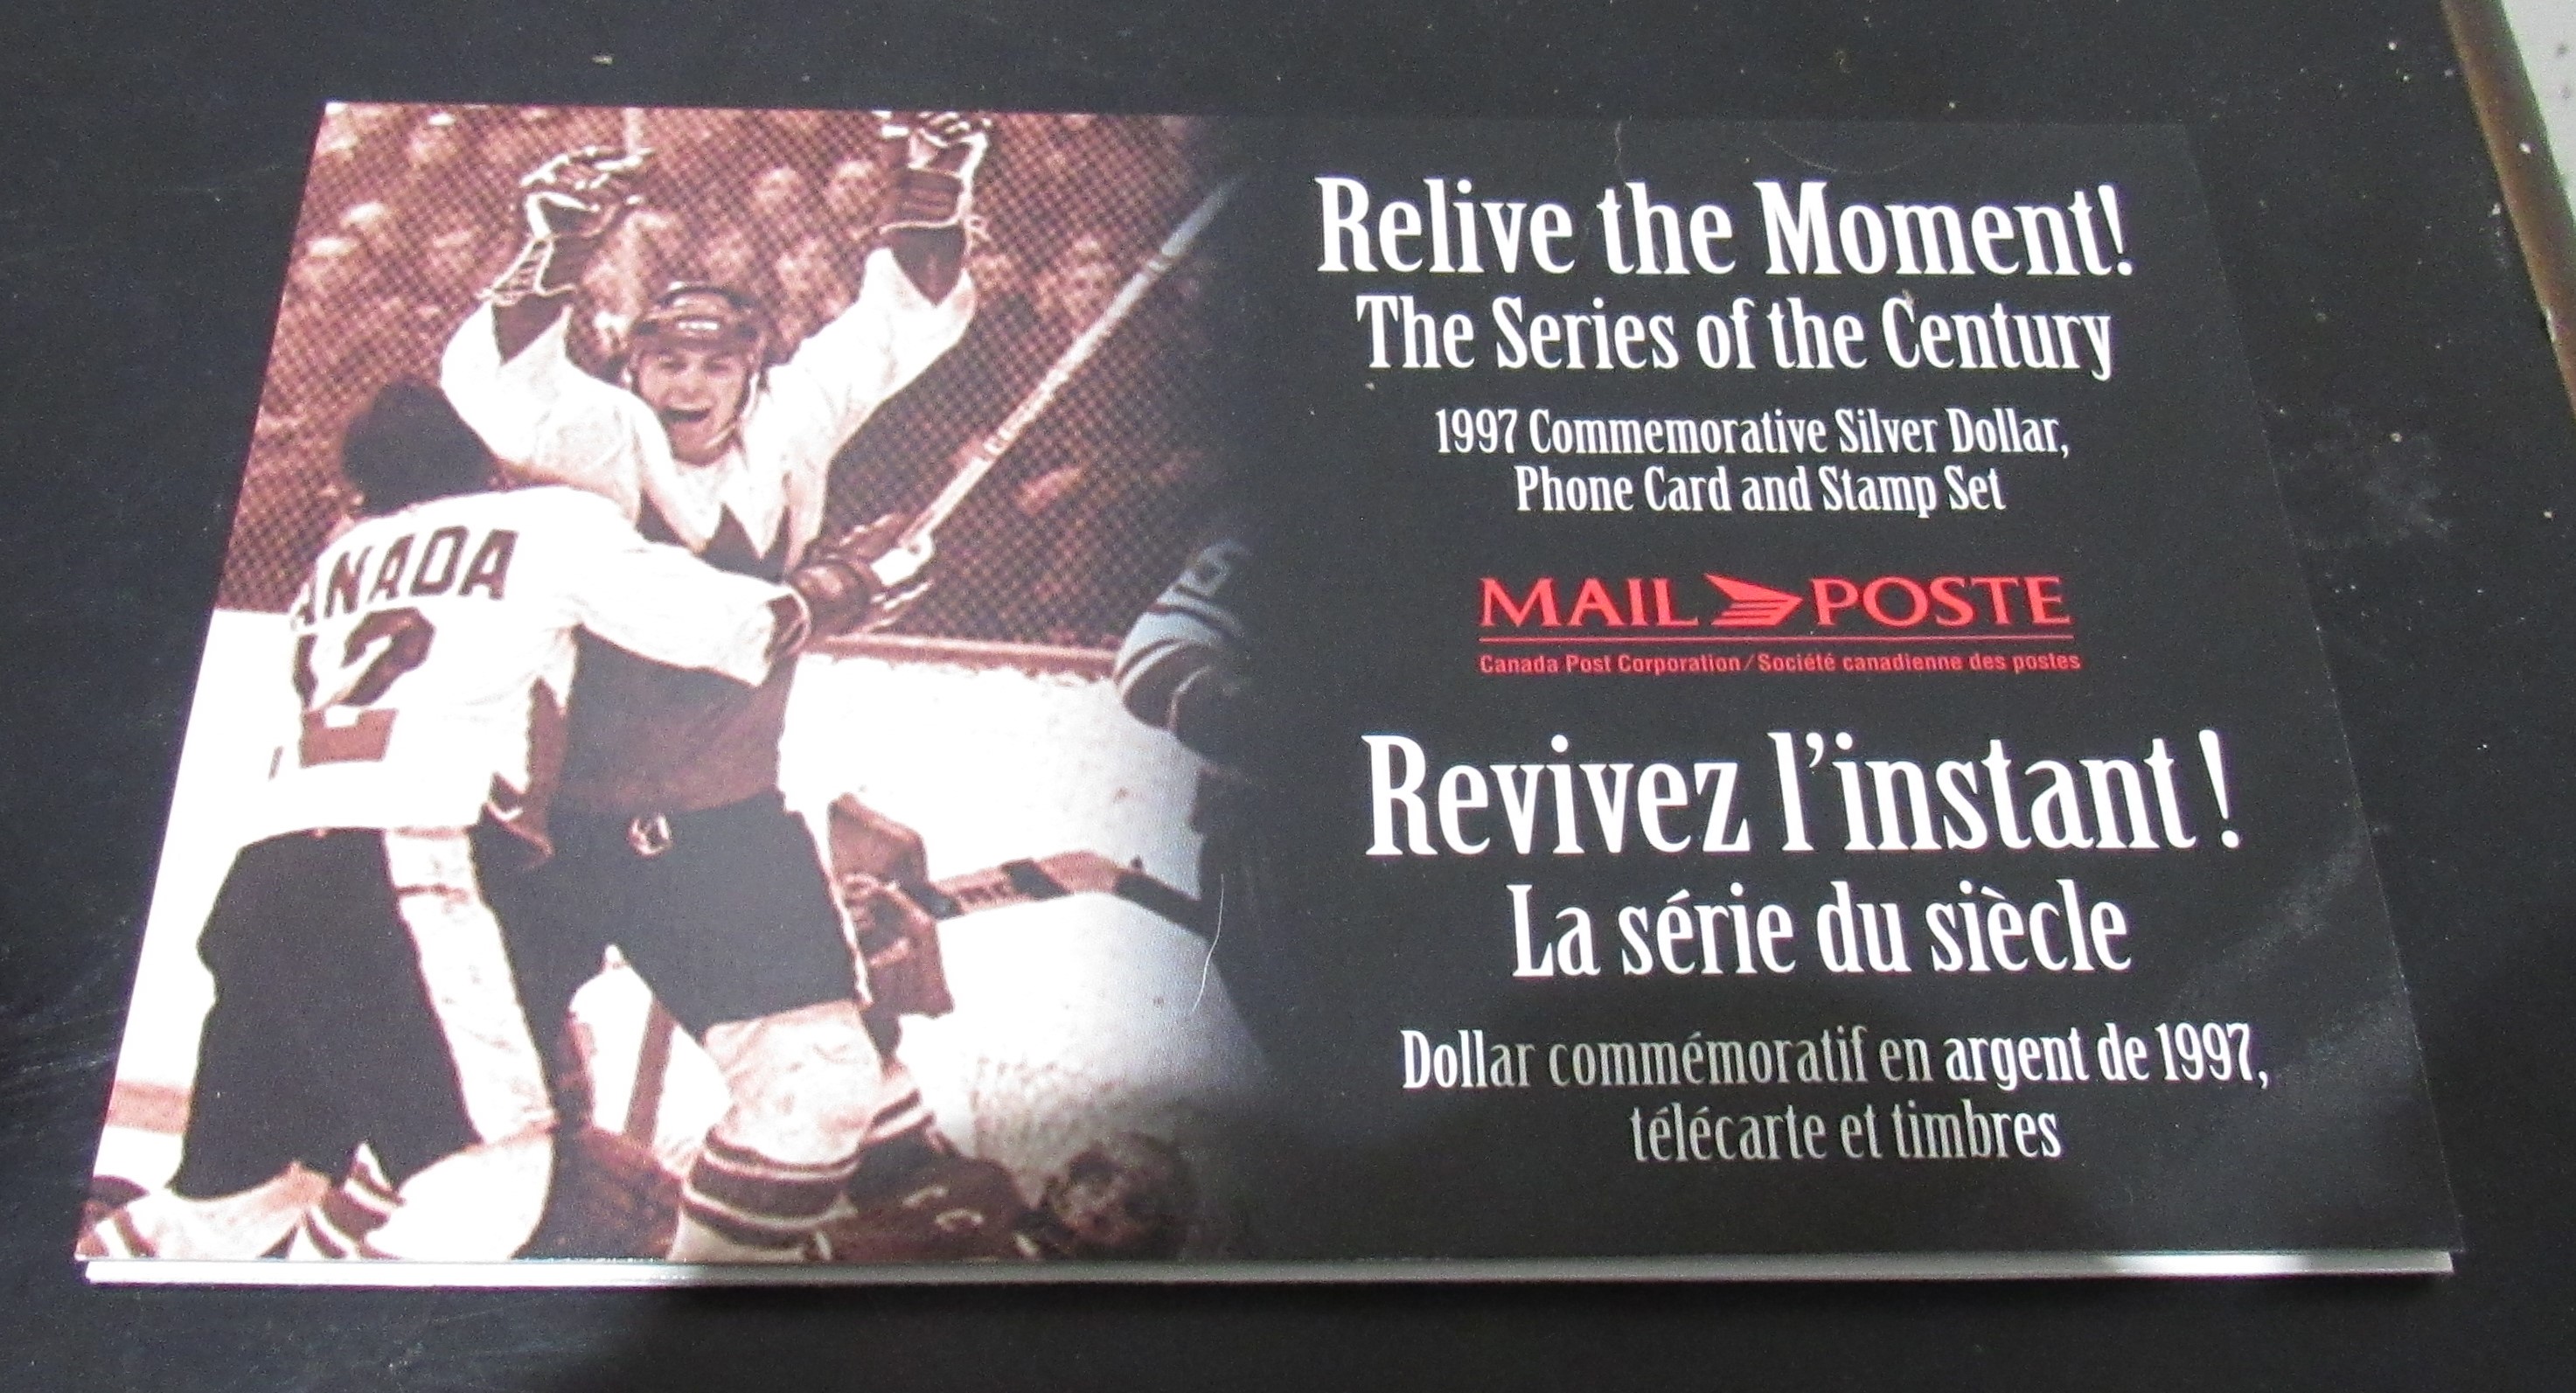 Relive the Moment!
The Series of the Century
1997 Commemorative Silver Dollar,
Phone Card and Stamp Set
MAIL POSTE
Canada Post Corporation / Société canadienne des postes
Revivez l'instant !
La série du siècle
Dollar commémoratif en argent de 1997,
télécarte et timbres
ANADA
12